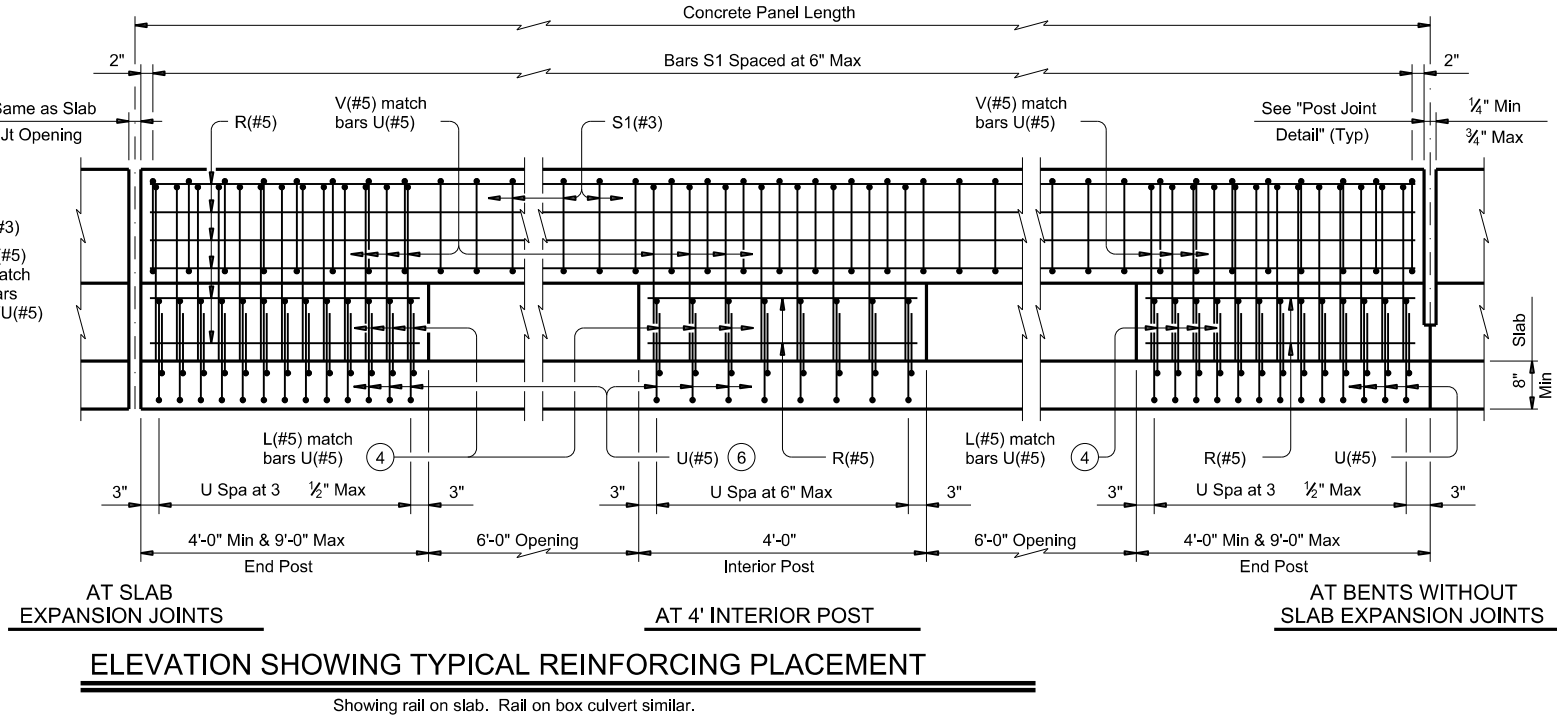 Concrete Panel Length
2" Bars S1 Spaced at 6" Max 2"
Same as Slab
Jt Opening
R(#5)
V(#5) match
bars U(#5)
S1(#3)
V(#5) match
bars U(#5)
See "Post Joint
Detail" (Typ)
¼" Min
¾" Max
#3)
(#5)
atch
ars
U(#5)
Slab
8"
Min
L(#5) match
bars U(#5) 4
U(#5) 6
R(#5)
L(#5) match
bars U(#5) 4
R(#5)
U(#5)
3" U Spa at 3 ½" Max 3" 3" U Spa at 6" Max 3" 3" U Spa at 3 ½" Max 3"
4'-0" Min & 9'-0" Max 6'-0" Opening 4'-0" 6'-0" Opening 4'-0" Min & 9'-0" Max
End Post Interior Post End Post
AT SLAB
EXPANSION JOINTS
AT 4' INTERIOR POST
AT BENTS WITHOUT
SLAB EXPANSION JOINTS
ELEVATION SHOWING TYPICAL REINFORCING PLACEMENT
Showing rail on slab. Rail on box culvert similar.